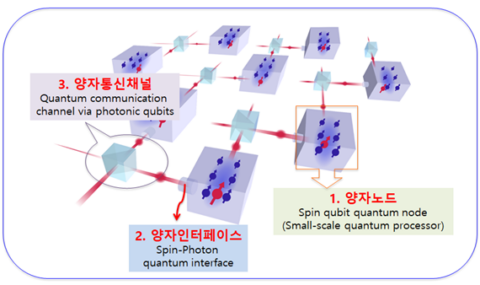 3. 양자통신채널
Quantum communication
channel via photonic qubits
1. 양자노드
Spin qubit quantum node
(Small-scale quantum processor)
2. 양자인터페이스
Spin-Photon
quantum interface